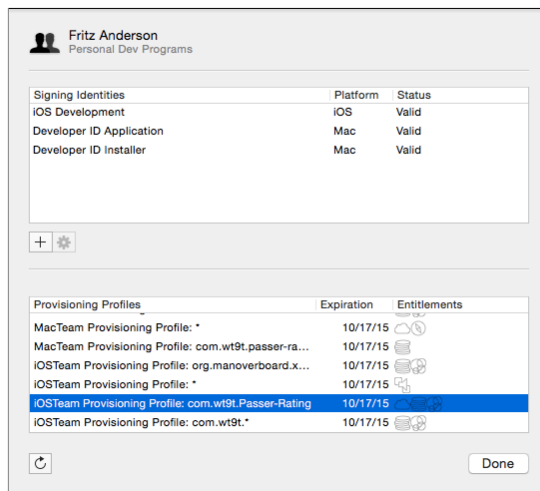 Fritz Anderson
Personal Dev Programs
Signing Identities Platform Status
iOS Development iOS Valid
Developer ID Application Mac Valid
Developer ID Installer Mac Valid
Provisioning Profiles Expiration Entitlements
MacTeam Provisioning Profile: * 10/17/15
MacTeam Provisioning Profile: com.wt9t.passer-ra... 10/17/15
iOSTeam Provisioning Profile: org.manoverboard.x... 10/17/15
iOSTeam Provisioning Profile: * 10/17/15
iOSTeam Provisioning Profile: com.wt9t.Passer-Rating 10/17/15
iOSTeam Provisioning Profile: com.wt9t.* 10/17/15
Done